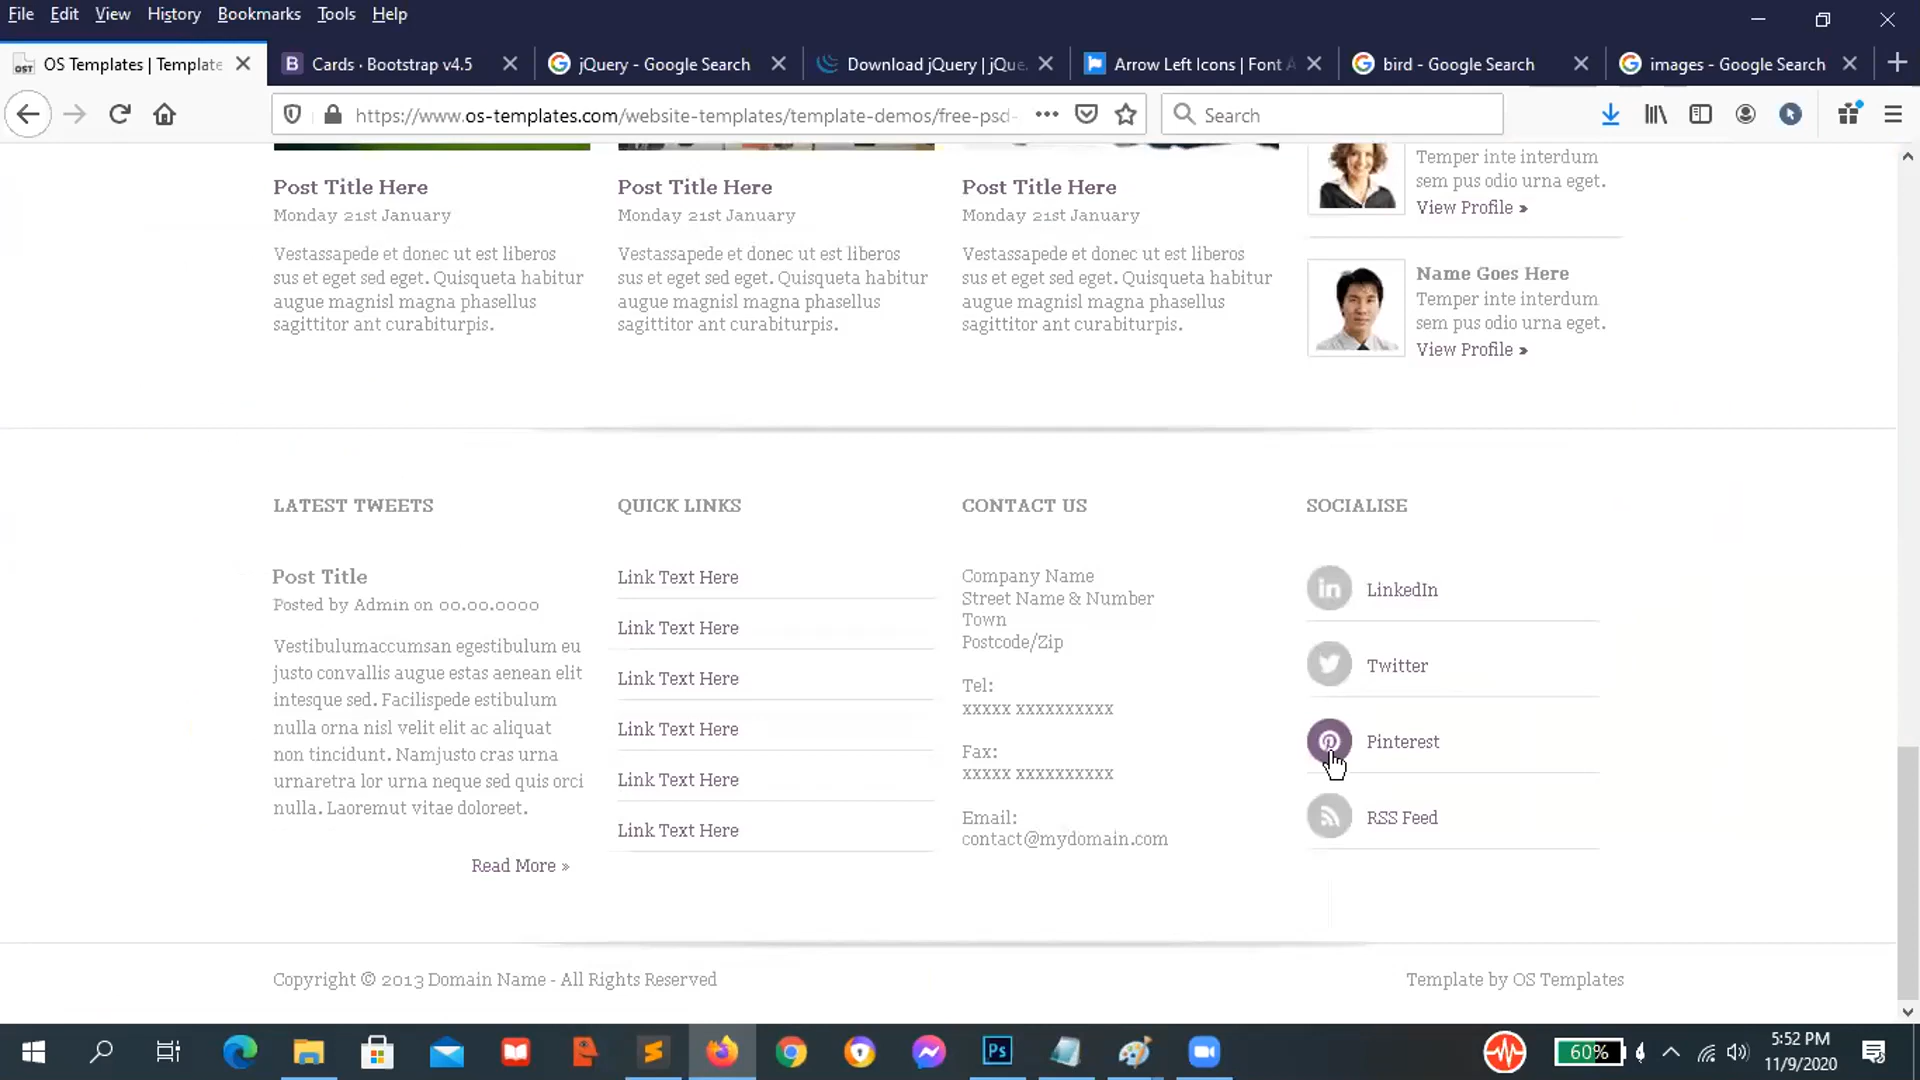 File Edit View History Bookmarks Tools Help
OS Templates | Template
Cards · Bootstrap v4.5
jQuery - Google Search
Download jQuery | jQue
Arrow Left Icons | Font A
bird - Google Search
images - Google Search
https://www.os-templates.com/website-templates/template-demos/free-psd-
Search
Post Title Here
Monday 21st January
Vestassapede et donec ut est liberos
sus et eget sed eget. Quisqueta habitur
augue magnisl magna phasellus
sagittitor ant curabiturpis.
Post Title Here
Monday 21st January
Vestassapede et donec ut est liberos
sus et eget sed eget. Quisqueta habitur
augue magnisl magna phasellus
sagittitor ant curabiturpis.
Post Title Here
Monday 21st January
Vestassapede et donec ut est liberos
sus et eget sed eget. Quisqueta habitur
augue magnisl magna phasellus
sagittitor ant curabiturpis.
Temper inte interdum
sem pus odio urna eget.
View Profile »
Name Goes Here
Temper inte interdum
sem pus odio urna eget.
View Profile »
LATEST TWEETS
Post Title
Posted by Admin on 00.00.0000
Vestibulumaccumsan egestibulum eu
justo convallis augue estas aenean elit
intesque sed. Facilispede estibulum
nulla orna nisl velit elit ac aliquat
non tincidunt. Namjusto cras urna
urnaretra lor urna neque sed quis orci
nulla. Laoremut vitae doloreet.
Read More »
QUICK LINKS
Link Text Here
Link Text Here
Link Text Here
Link Text Here
Link Text Here
Link Text Here
CONTACT US
Company Name
Street Name & Number
Town
Postcode/Zip
Tel:
xxxxx xxxxxxxxxx
Fax:
xxxxx xxxxxxxxxx
Email:
contact@mydomain.com
SOCIALISE
LinkedIn
Twitter
Pinterest
RSS Feed
Copyright © 2013 Domain Name - All Rights Reserved
Template by OS Templates
60%
5:52 PM
11/9/2020